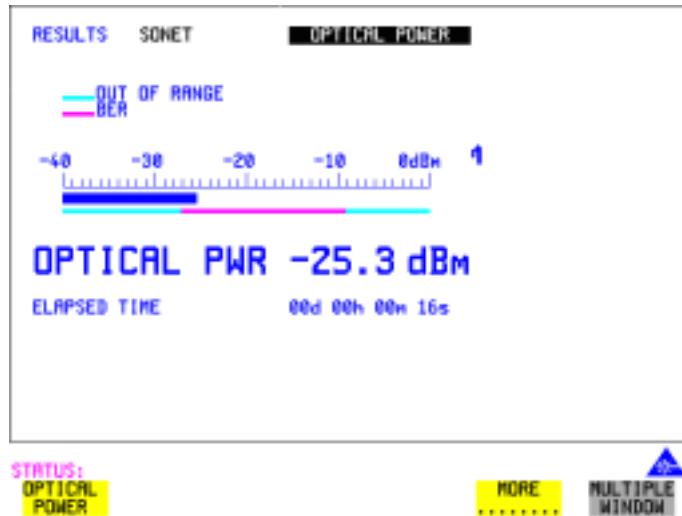 RESULTS SONET OPTICAL POWER
OUT OF RANGE
BER
-40 -30 -20 -10 0dBm
OPTICAL PWR -25.3 dBm
ELAPSED TIME 00d 00h 00m 16s
STATUS:
OPTICAL POWER
MORE ........
MULTIPLE WINDOW